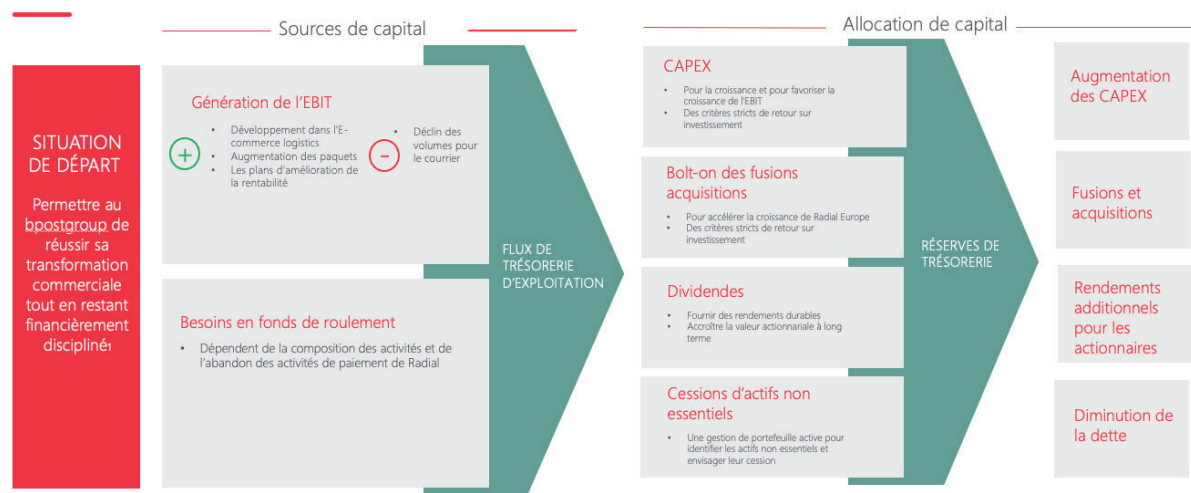 Sources de capital
Allocation de capital
SITUATION
DE DÉPART
Permettre au
bpostgroup de
réussir sa
transformation
commerciale
tout en restant
financièrement
discipliné1
Génération de l'EBIT
+
• Développement dans l'E-
commerce logistics
• Augmentation des paquets
• Les plans d'amélioration de
la rentabilité
-
• Déclin des
volumes pour
le courrier
Besoins en fonds de roulement
• Dépendent de la composition des activités et de
l'abandon des activités de paiement de Radial
FLUX DE
TRÉSORERIE
D'EXPLOITATION
CAPEX
• Pour la croissance et pour favoriser la
croissance de l'EBIT
• Des critères stricts de retour sur
investissement
Bolt-on des fusions
acquisitions
• Pour accélérer la croissance de Radial Europe
• Des critères stricts de retour sur
investissement
Dividendes
• Fournir des rendements durables
• Accroître la valeur actionnariale à long
terme
Cessions d'actifs non
essentiels
• Une gestion de portefeuille active pour
identifier les actifs non essentiels et
envisager leur cession
RÉSERVES DE
TRÉSORERIE
Augmentation
des CAPEX
Fusions et
acquisitions
Rendements
additionnels
pour les
actionnaires
Diminution de
la dette